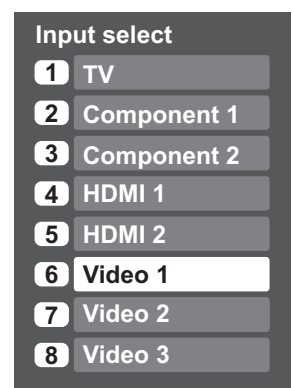 Input select
1 TV
2 Component 1
3 Component 2
4 HDMI 1
5 HDMI 2
6 Video 1
7 Video 2
8 Video 3